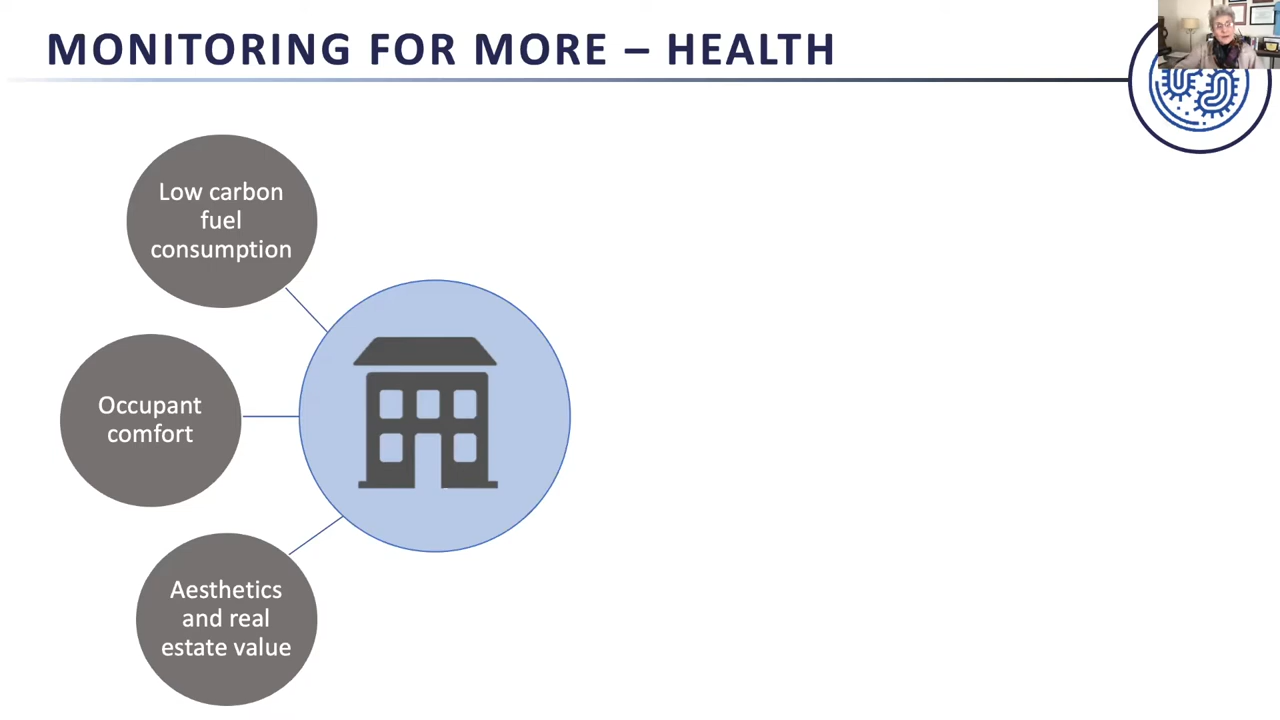 MONITORING FOR MORE – HEALTH
Low carbon
fuel
consumption
Occupant
comfort
Aesthetics
and real
estate value